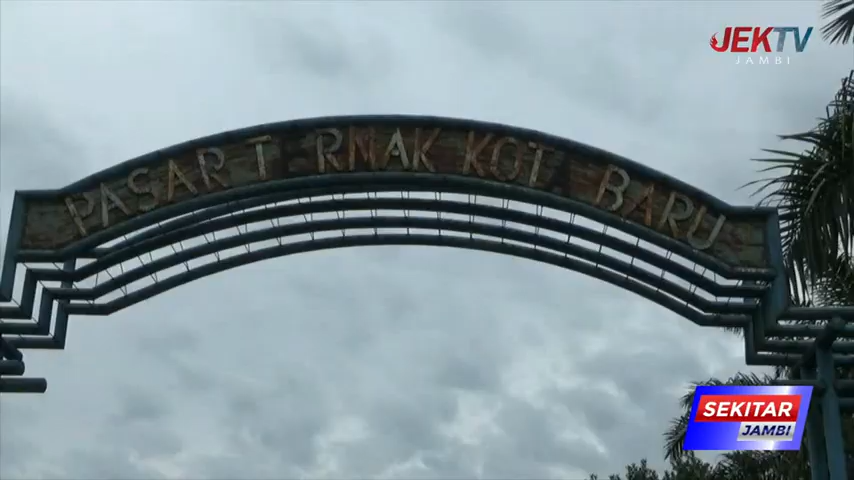 JEKTV
JAMBI
PASAR T RNAK KOT BARU
SEKITAR
JAMBI